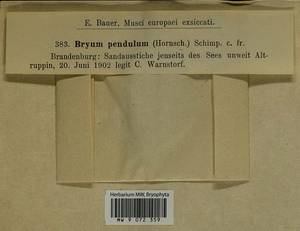 E. Bauer, Musci europaei exsiccati.
383. Bryum pendulum (Hornsch.) Schimp. c. fr.
Brandenburg: Sandausstiche jenseits des Sees unweit Alt-
ruppin, 20. Juni 1902 legit C. Warnstorf.
Herbarium MW, Bryophyta
MW 9 072 359